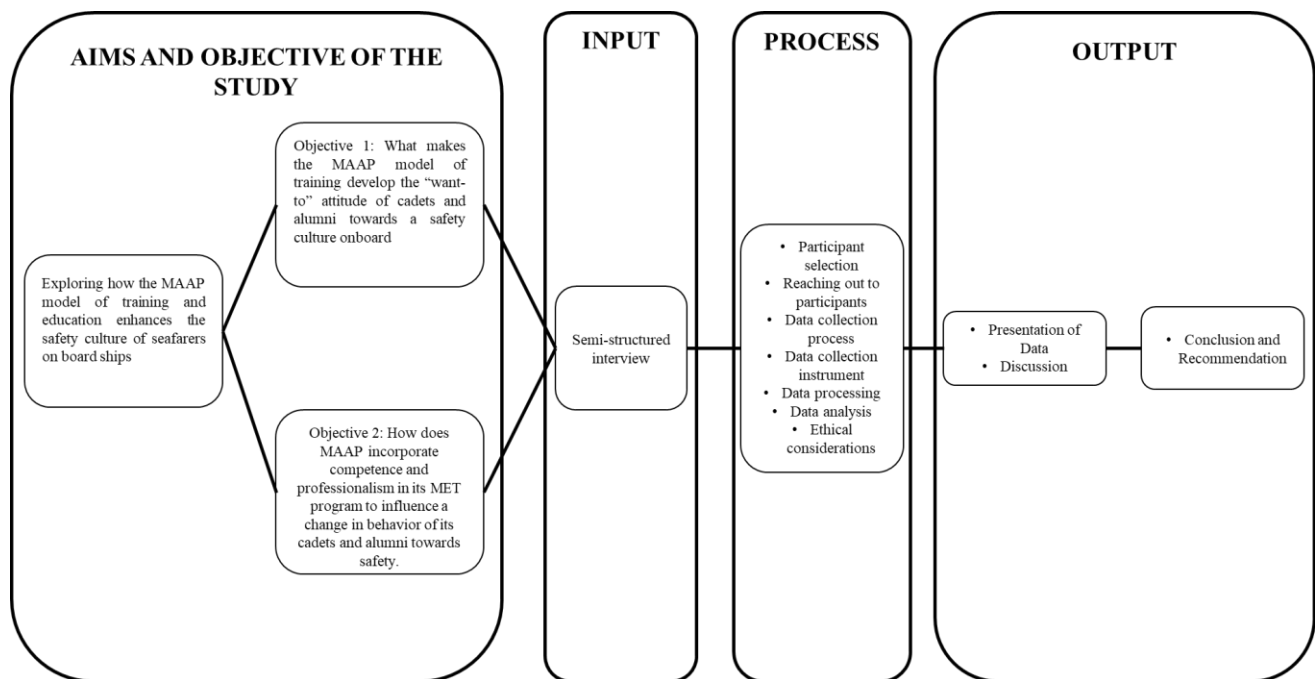 AIMS AND OBJECTIVE OF THE
STUDY
Exploring how the MAAP
model of training and
education enhances the
safety culture of seafarers
on board ships
Objective 1: What makes
the MAAP model of
training develop the “want-
to” attitude of cadets and
alumni towards a safety
culture onboard
Objective 2: How does
MAAP incorporate
competence and
professionalism in its MET
program to influence a
change in behavior of its
cadets and alumni towards
safety.
INPUT
Semi-structured
interview
PROCESS
• Participant
selection
• Reaching out to
participants
• Data collection
process
• Data collection
instrument
• Data processing
• Data analysis
• Ethical
considerations
OUTPUT
• Presentation of
Data
• Discussion
• Conclusion and
Recommendation